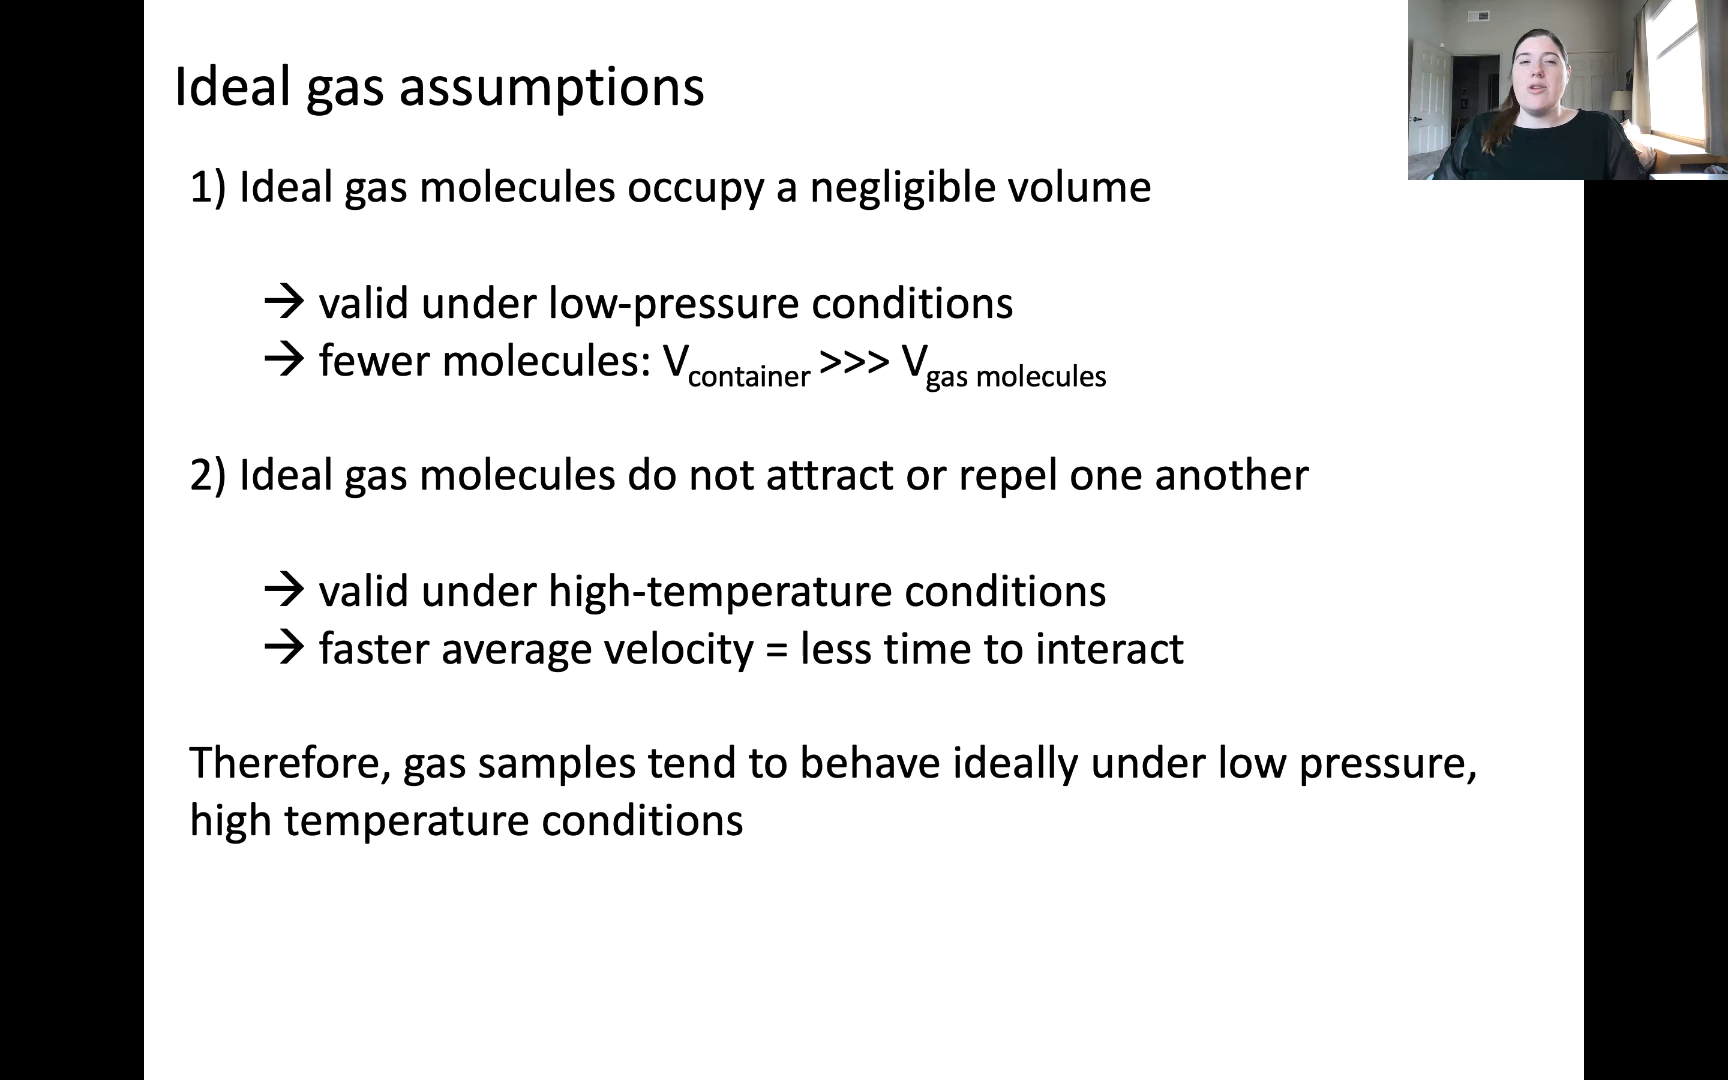 Ideal gas assumptions
1) Ideal gas molecules occupy a negligible volume
→ valid under low-pressure conditions
→ fewer molecules: Vcontainer >>> Vgas molecules
2) Ideal gas molecules do not attract or repel one another
→ valid under high-temperature conditions
→ faster average velocity = less time to interact
Therefore, gas samples tend to behave ideally under low pressure,
high temperature conditions